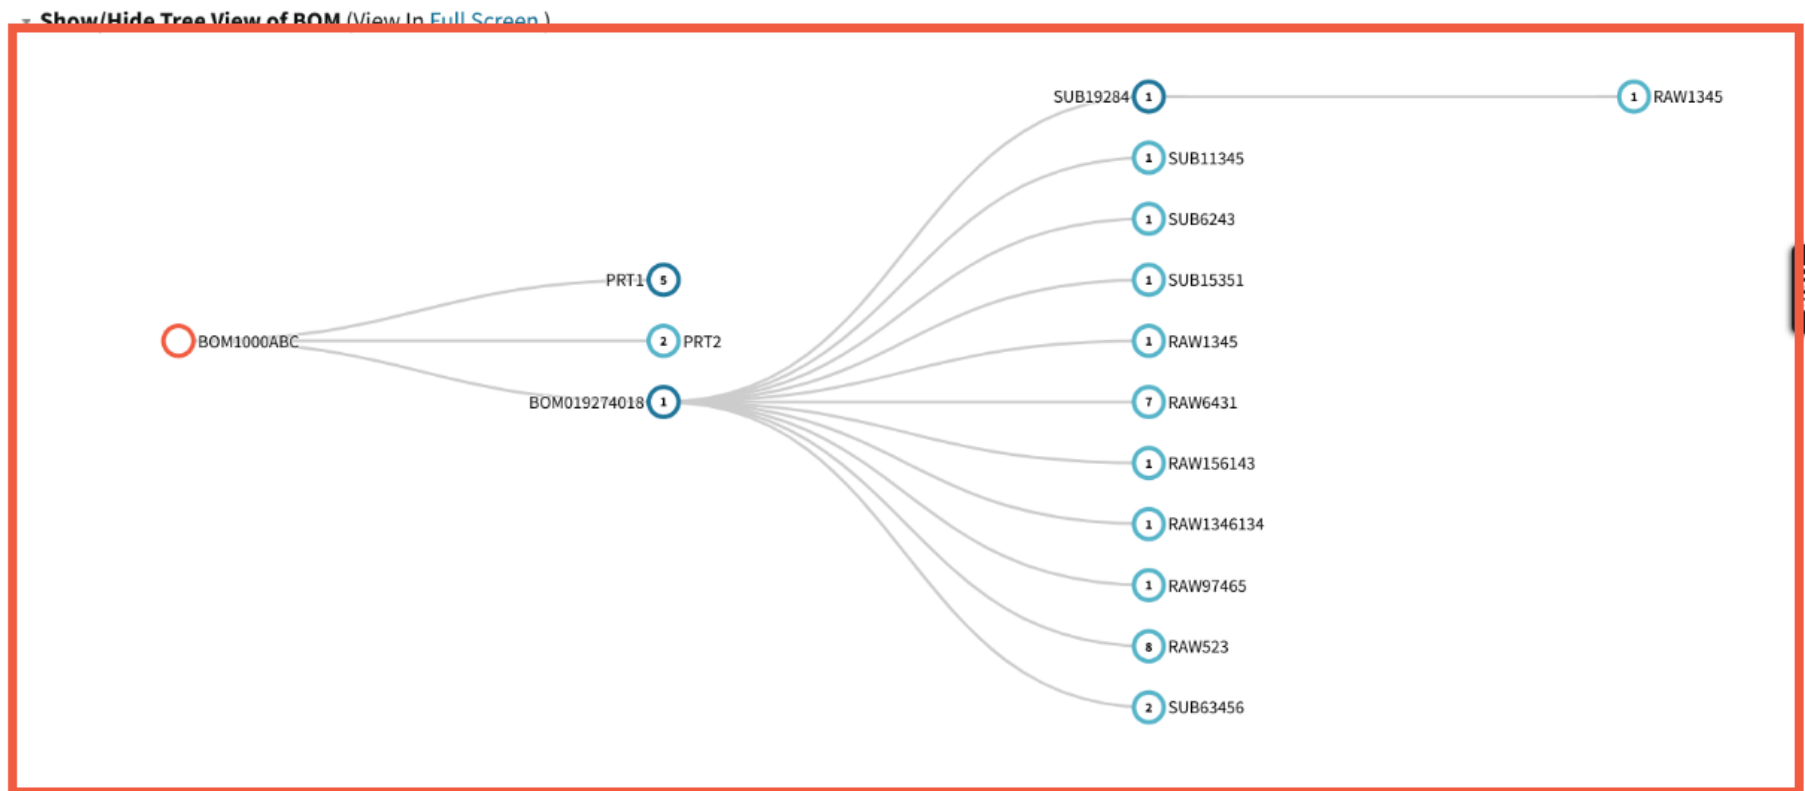 Show/Hide Tree View of BOM (View In Full Screen )
SUB19284 1
1 RAW1345
1 SUB11345
1 SUB6243
PRT1 5
1 SUB15351
BOM1000ABC
2 PRT2
1 RAW1345
BOM019274018 1
7 RAW6431
1 RAW156143
1 RAW1346134
1 RAW97465
8 RAW523
2 SUB63456